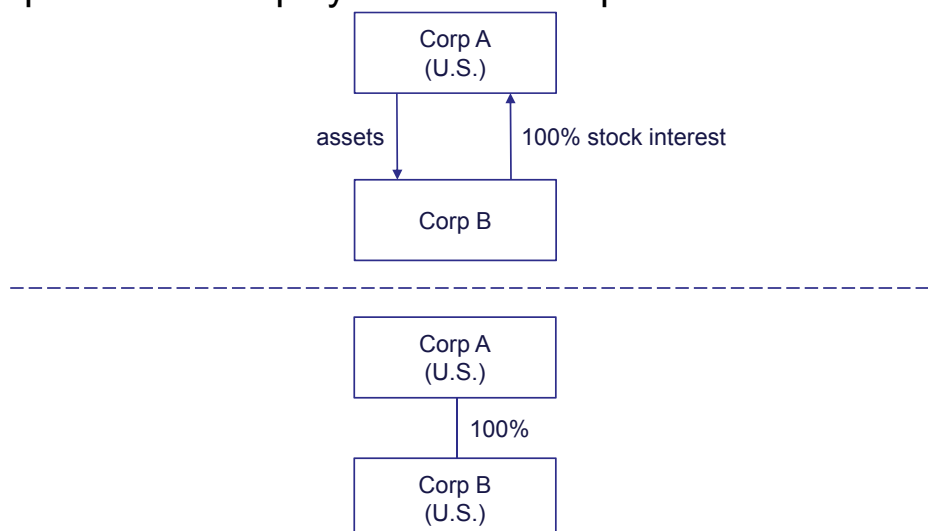 Corp A
(U.S.)
assets
100% stock interest
Corp B
Corp A
(U.S.)
100%
Corp B
(U.S.)